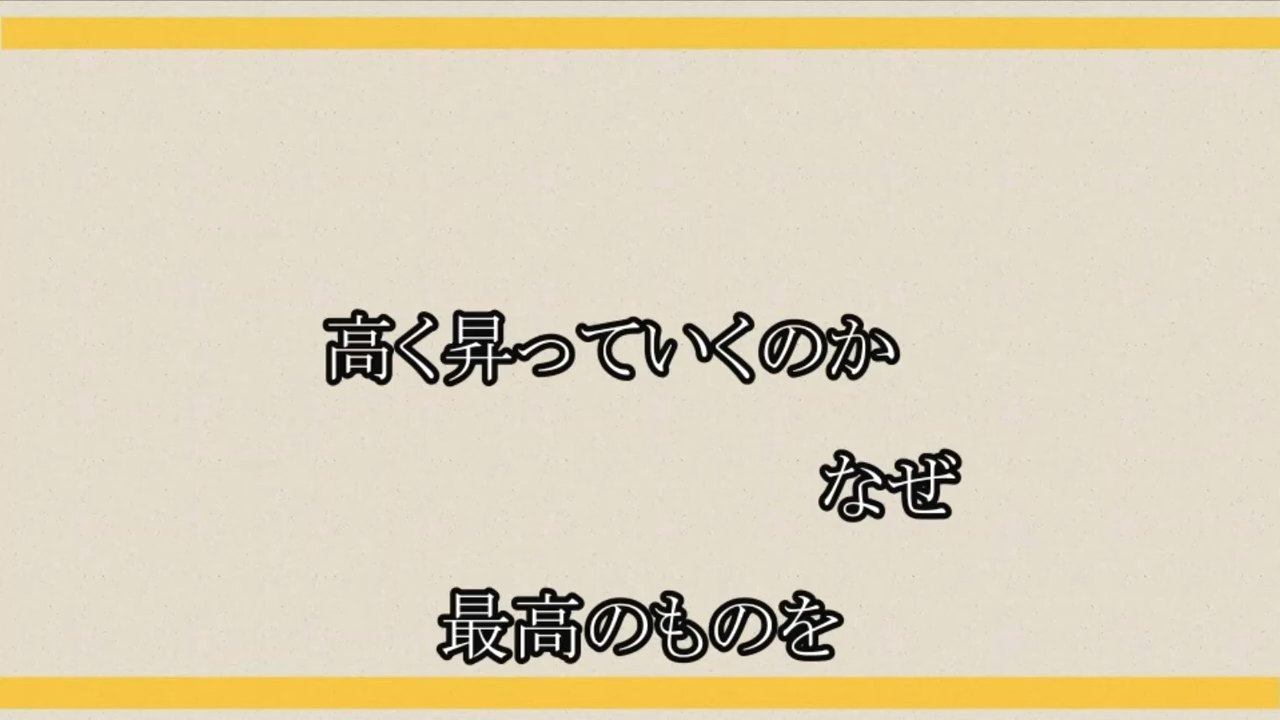 高く昇っていくのか
なぜ
最高のものを